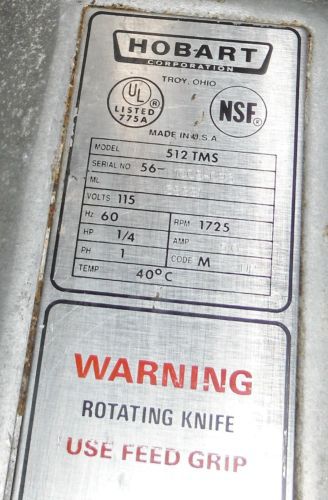 HOBART
CORPORATION
TROY, OHIO
UL ®
LISTED
775A
NSF®
MADE IN U.S.A
MODEL 512 TMS
SERIAL NO 56-
ML
VOLTS 115
Hz 60 RPM 1725
HP 1/4 AMP
PH 1 CODE M
TEMP 40°C
WARNING
ROTATING KNIFE
USE FEED GRIP